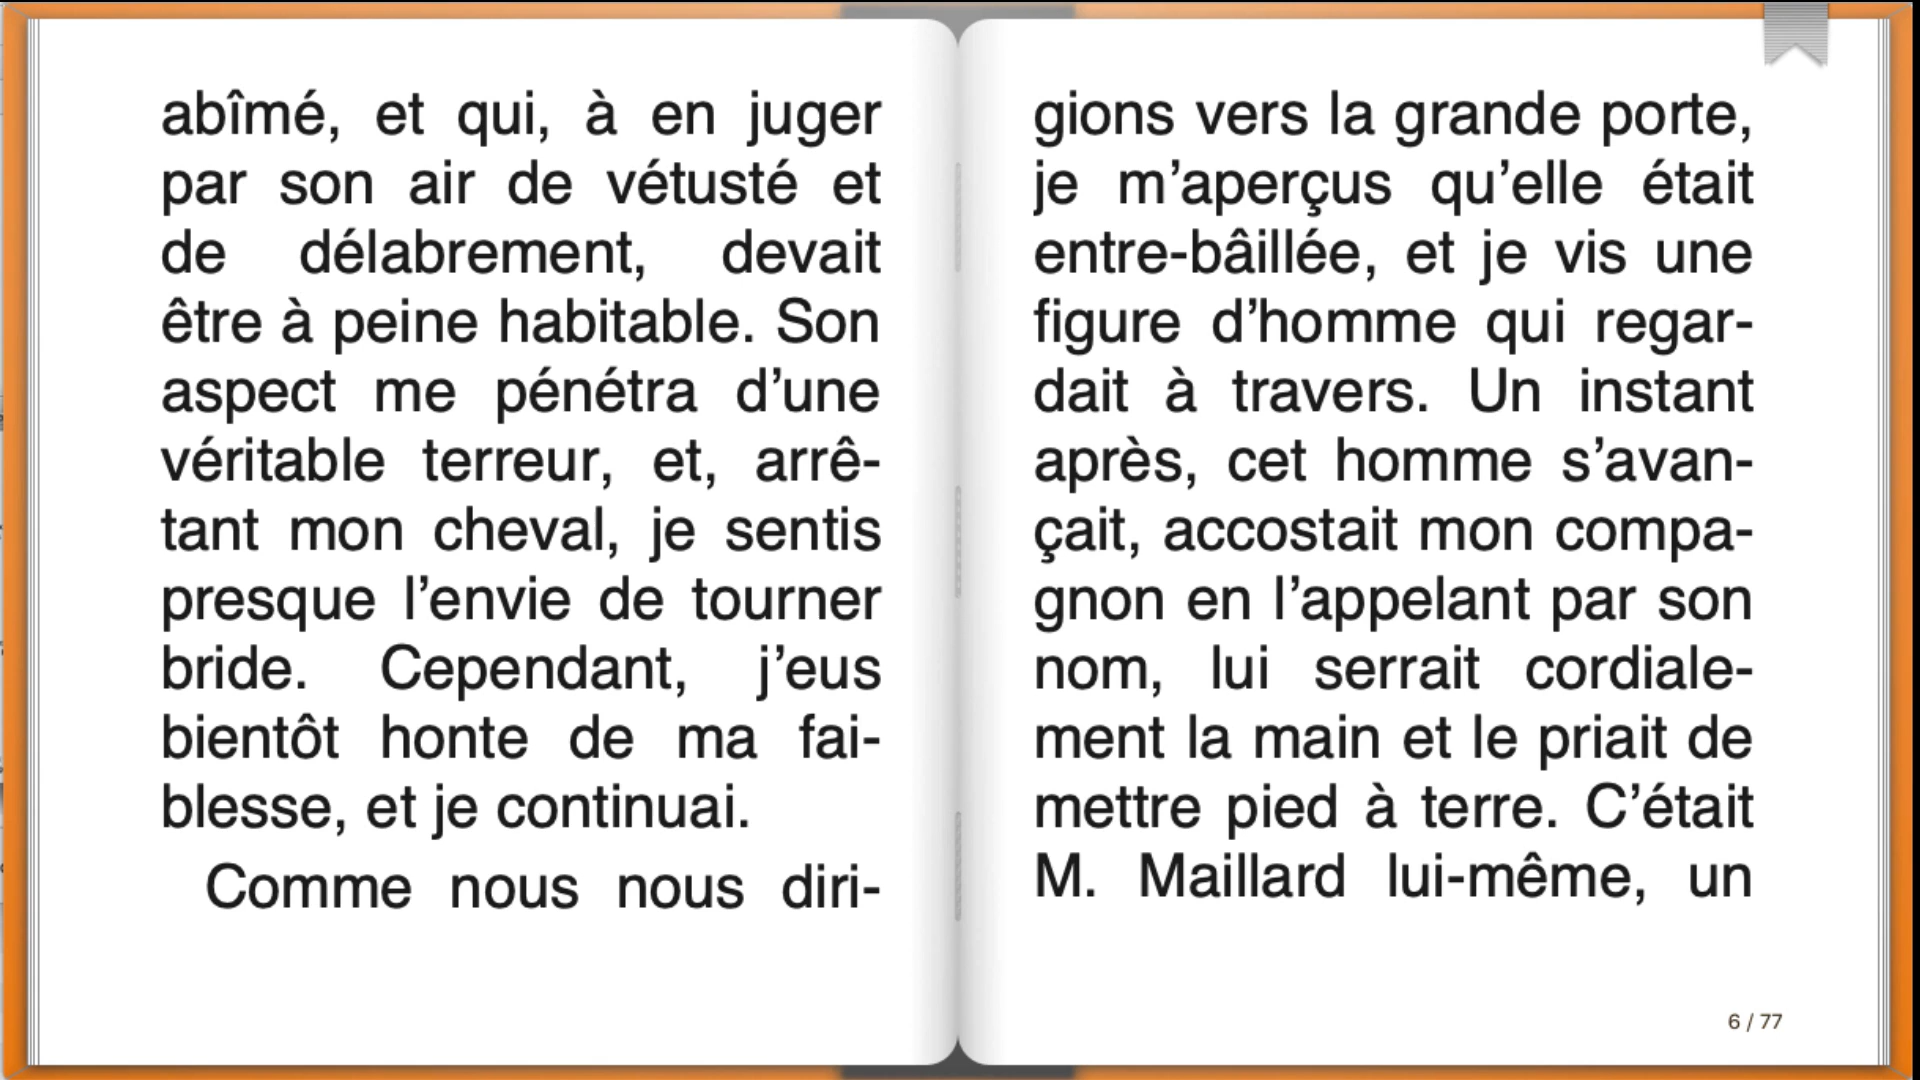 abîmé, et qui, à en juger
par son air de vétusté et
de délabrement, devait
être à peine habitable. Son
aspect me pénétra d’une
véritable terreur, et, arrê-
tant mon cheval, je sentis
presque l’envie de tourner
bride. Cependant, j’eus
bientôt honte de ma fai-
blesse, et je continuai.
Comme nous nous diri-
gions vers la grande porte,
je m’aperçus qu’elle était
entre-bâillée, et je vis une
figure d’homme qui regar-
dait à travers. Un instant
après, cet homme s’avan-
çait, accostait mon compa-
gnon en l’appelant par son
nom, lui serrait cordiale-
ment la main et le priait de
mettre pied à terre. C’était
M. Maillard lui-même, un
6 / 77